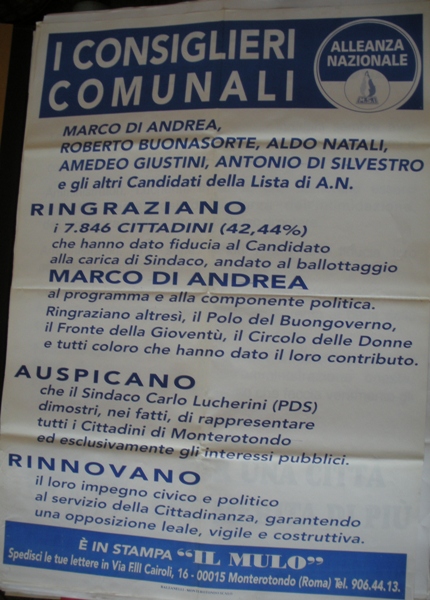 I CONSIGLIERI
COMUNALI
ALLEANZA
NAZIONALE
MARCO DI ANDREA,
ROBERTO BUONASORTE, ALDO NATALI,
AMEDEO GIUSTINI, ANTONIO DI SILVESTRO
e gli altri Candidati della Lista di A.N.
RINGRAZIANO
i 7.846 CITTADINI (42,44%)
che hanno dato fiducia al Candidato
alla carica di Sindaco, andato al ballottaggio
MARCO DI ANDREA
al programma e alla componente politica.
Ringraziano altresì, il Polo del Buongoverno,
il Fronte della Gioventù, il Circolo delle Donne
e tutti coloro che hanno dato il loro contributo.
AUSPICANO
che il Sindaco Carlo Lucherini (PDS)
dimostri, nei fatti, di rappresentare
tutti i Cittadini di Monterotondo
ed esclusivamente gli interessi pubblici.
RINNOVANO
il loro impegno civico e politico
al servizio della Cittadinanza, garantendo
una opposizione leale, vigile e costruttiva.
È IN STAMPA "IL MULO"
Spedisci le tue lettere in Via F.lli Cairoli, 16 - 00015 Monterotondo (Roma) Tel. 906.44.13.